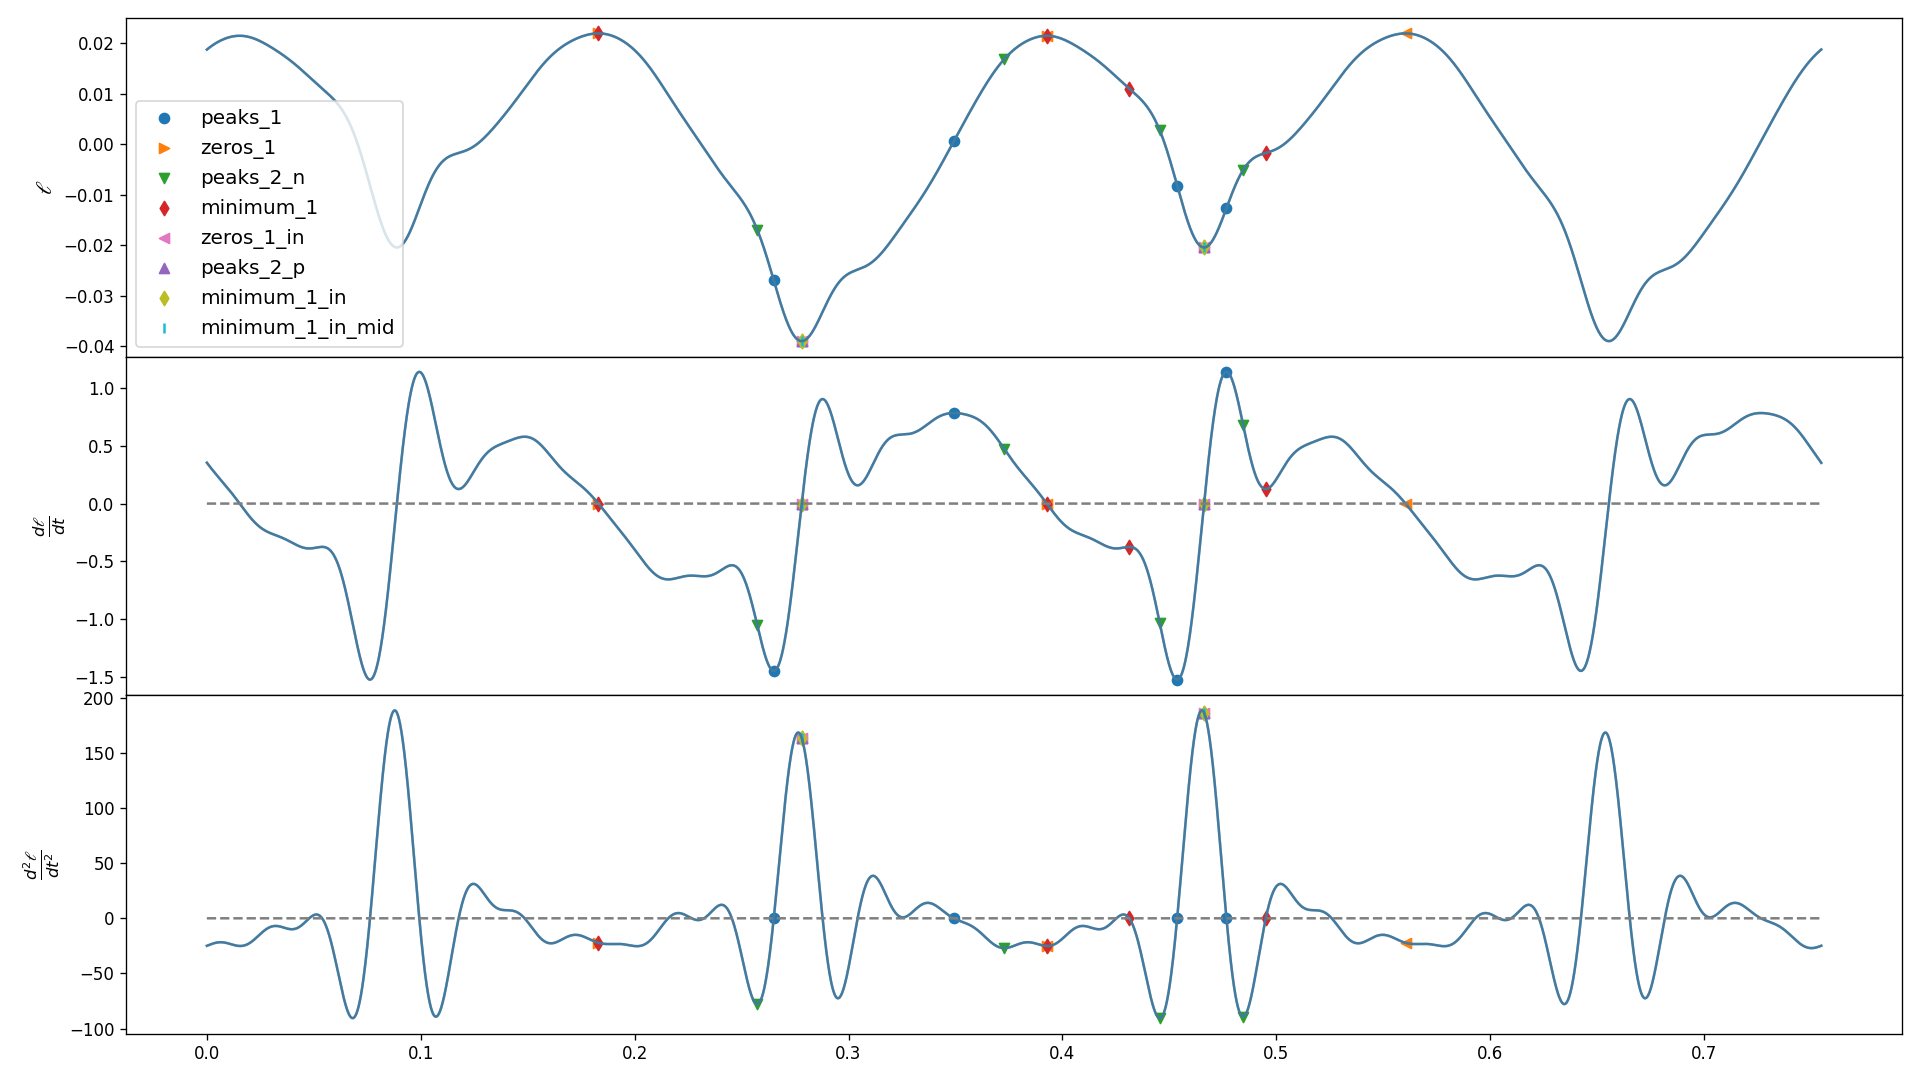 0.02
0.01
0.00
−0.01
−0.02
−0.03
−0.04
ℓ
peaks_1
zeros_1
peaks_2_n
minimum_1
zeros_1_in
peaks_2_p
minimum_1_in
minimum_1_in_mid
1.0
0.5
0.0
−0.5
−1.0
−1.5
dℓ
dt
200
150
100
50
0
−50
−100
d²ℓ
dt²
0.0 0.1 0.2 0.3 0.4 0.5 0.6 0.7